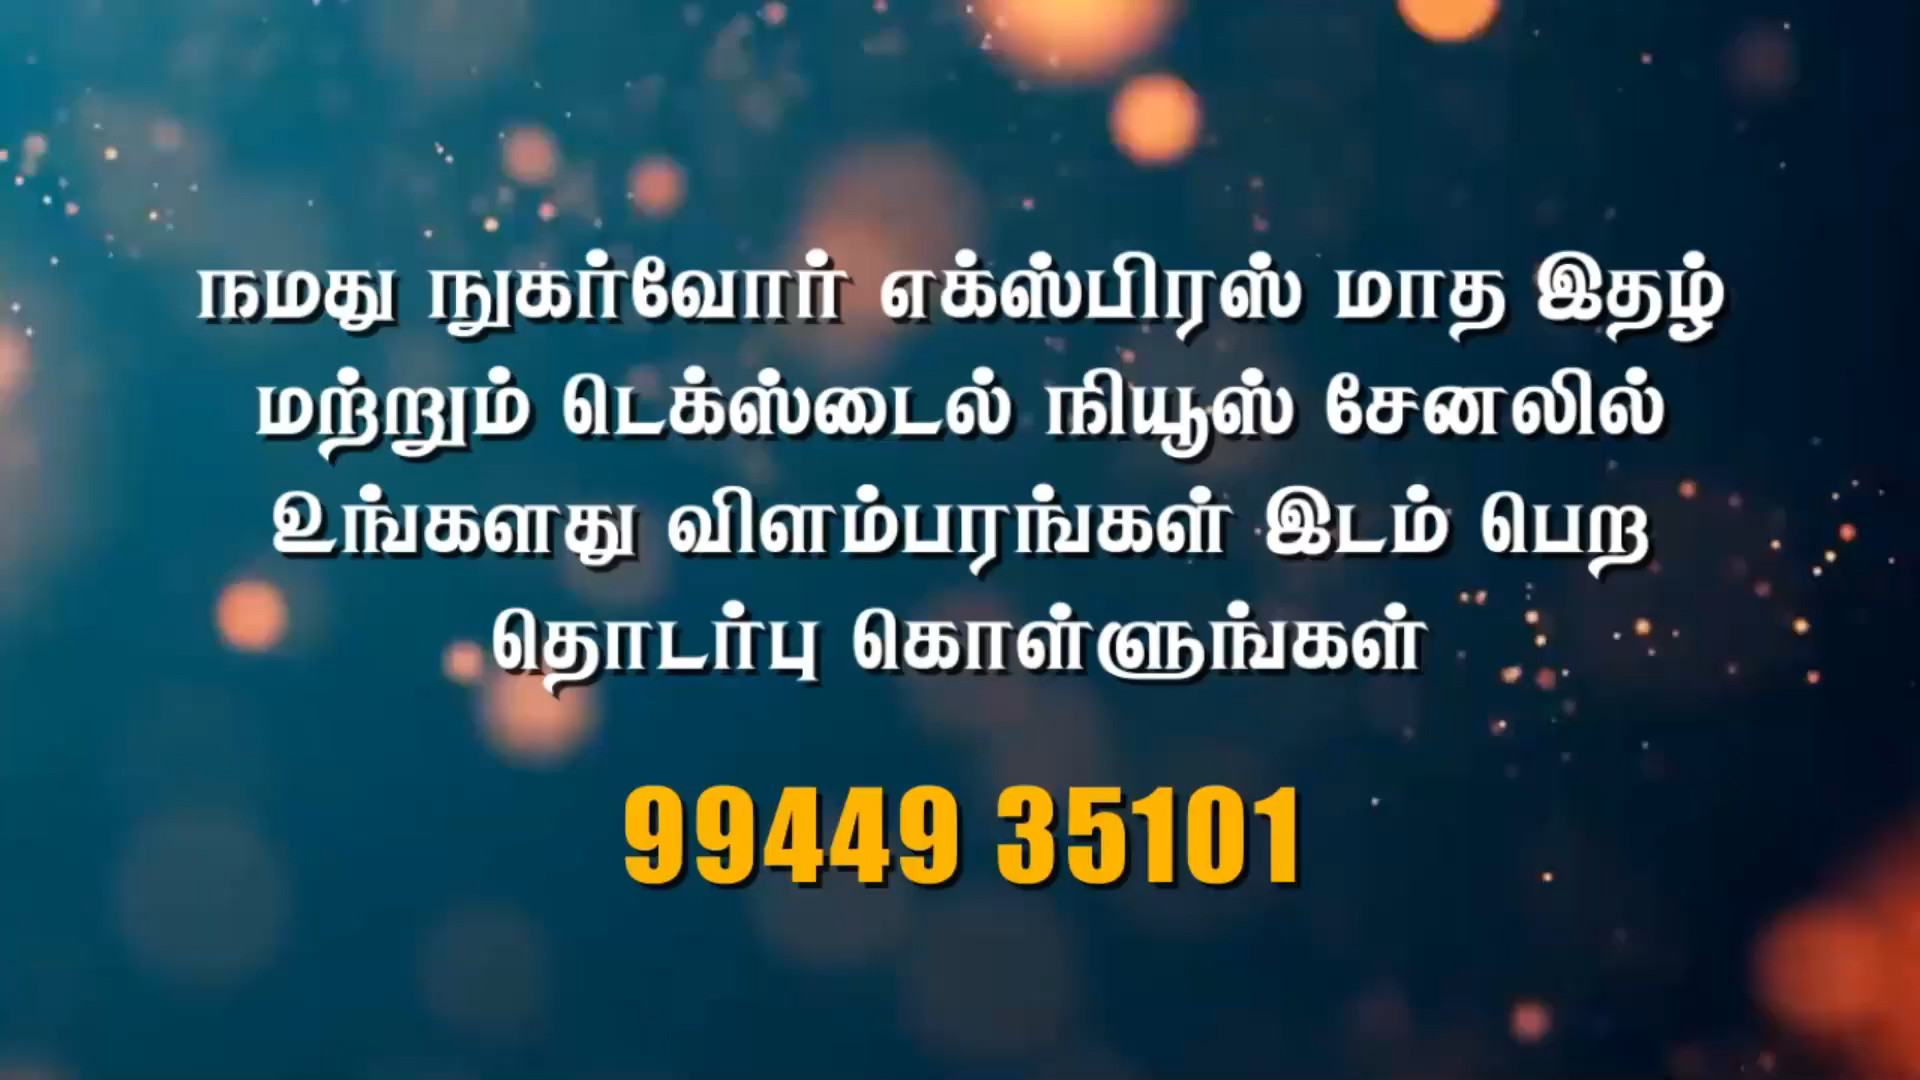 நமது நுகர்வோர் எக்ஸ்பிரஸ் மாத இதழ்
மற்றும் டெக்ஸ்டைல் நியூஸ் சேனலில்
உங்களது விளம்பரங்கள் இடம் பெற
தொடர்பு கொள்ளுங்கள்
99449 35101